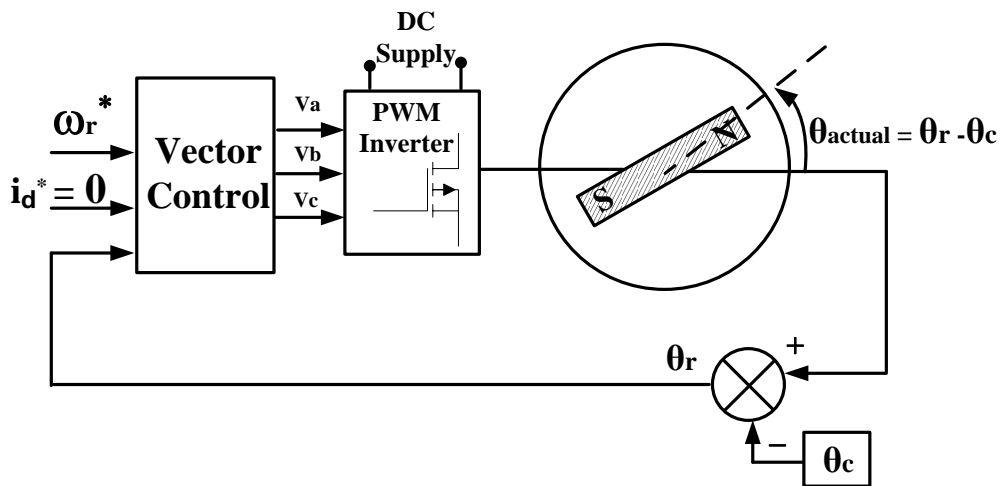 DC
Supply
ωr*
id* = 0
Vector
Control
Va
Vb
Vc
PWM
Inverter
N
S
θactual = θr -θc
θr
+
−
θc